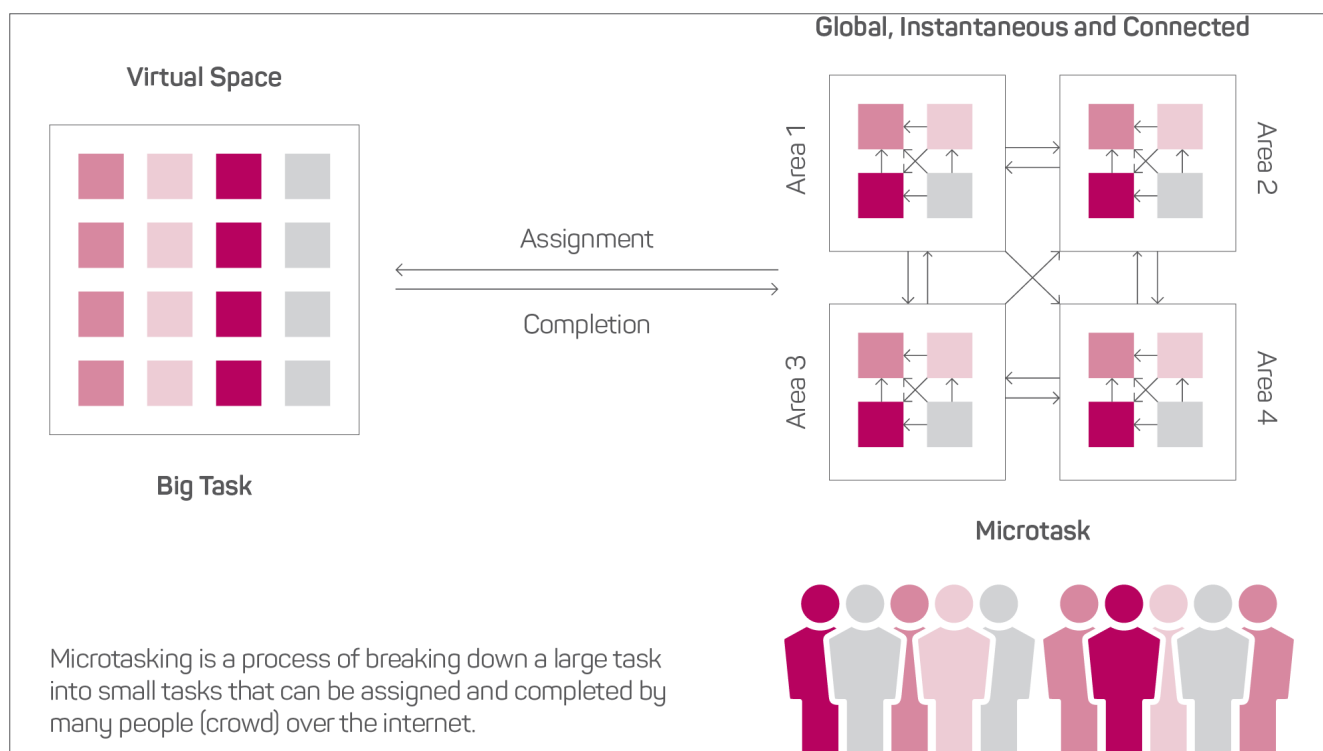 Global, Instantaneous and Connected
Virtual Space
Area 1
Area 2
Assignment
Completion
Area 3
Area 4
Big Task
Microtask
Microtasking is a process of breaking down a large task
into small tasks that can be assigned and completed by
many people (crowd) over the internet.